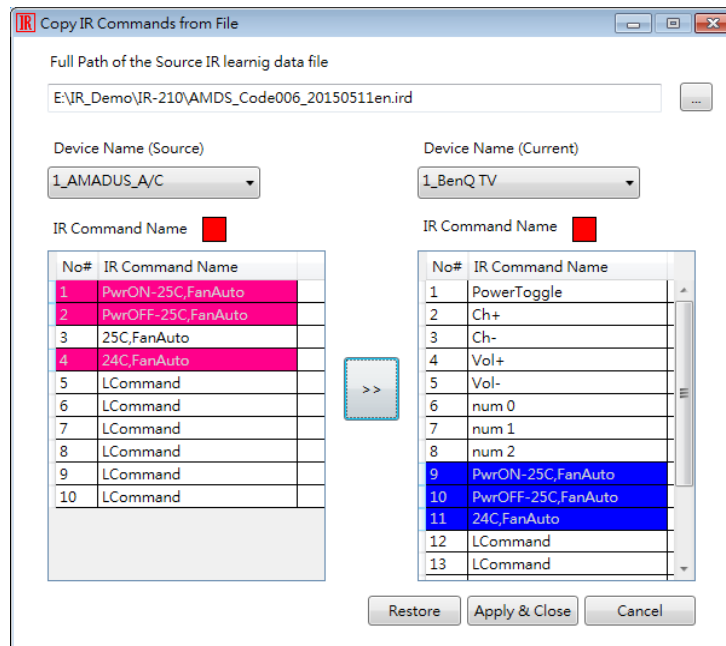 IR Copy IR Commands from File
Full Path of the Source IR learnig data file
E:\IR_Demo\IR-210\AMDS_Code006_20150511en.ird
...
Device Name (Source)
Device Name (Current)
1_AMADUS_A/C
1_BenQ TV
IR Command Name
IR Command Name
No# IR Command Name
1 PwrON-25C,FanAuto
2 PwrOFF-25C,FanAuto
3 25C,FanAuto
4 24C,FanAuto
5 LCommand
6 LCommand
7 LCommand
8 LCommand
9 LCommand
10 LCommand
>>
No# IR Command Name
1 PowerToggle
2 Ch+
3 Ch-
4 Vol+
5 Vol-
6 num 0
7 num 1
8 num 2
9 PwrON-25C,FanAuto
10 PwrOFF-25C,FanAuto
11 24C,FanAuto
12 LCommand
13 LCommand
Restore
Apply & Close
Cancel